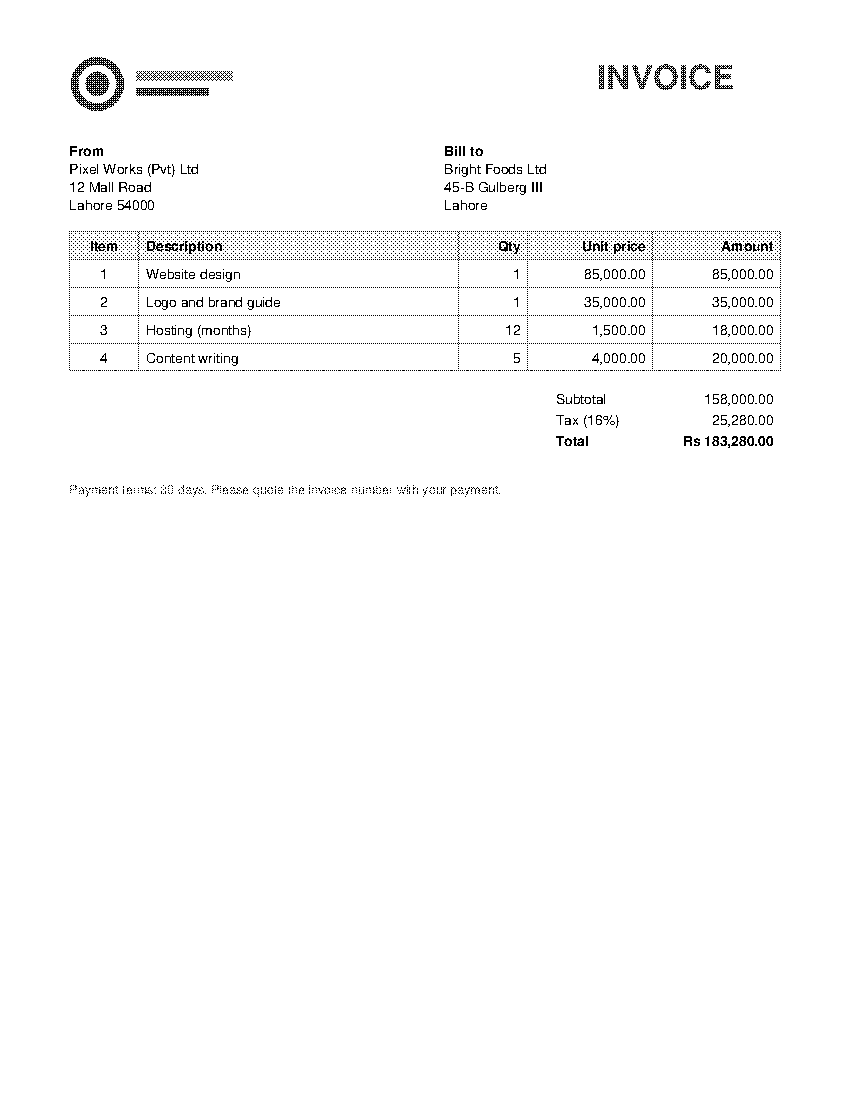 INVOICE
From
Pixel Works (Pvt) Ltd
12 Mall Road
Lahore 54000
Bill to
Bright Foods Ltd
45-B Gulberg III
Lahore
Item Description Qty Unit price Amount
1 Website design 1 85,000.00 85,000.00
2 Logo and brand guide 1 35,000.00 35,000.00
3 Hosting (months) 12 1,500.00 18,000.00
4 Content writing 5 4,000.00 20,000.00
Subtotal 158,000.00
Tax (16%) 25,280.00
Total Rs 183,280.00
Payment terms: days. Please quote the invoice number with your payment.